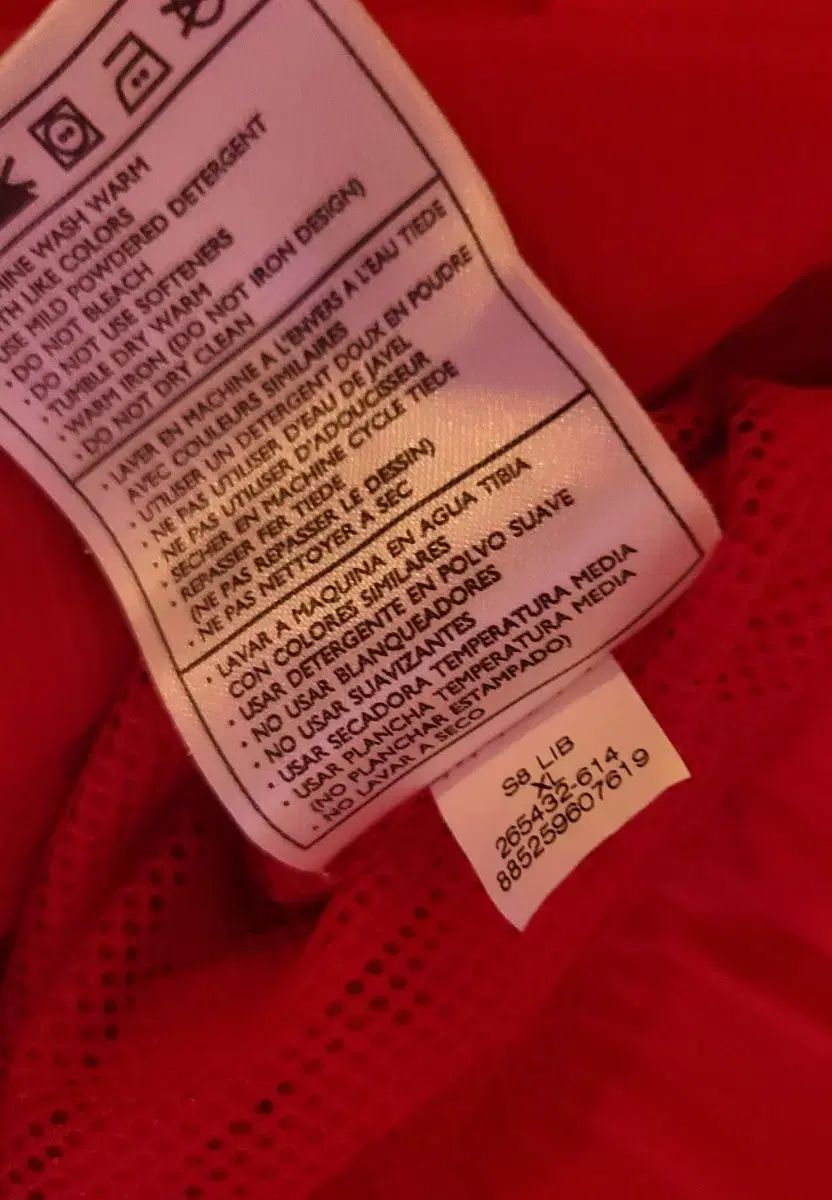 HINE WASH WARM
TH LIKE COLORS
USE MILD POWDERED DETERGENT
• DO NOT BLEACH
• DO NOT USE SOFTENERS
• TUMBLE DRY WARM
• WARM IRON (DO NOT IRON DESIGN)
• DO NOT DRY CLEAN
• LAVER EN MACHINE A L'ENVERS A L'EAU TIEDE
AVEC COULEURS SIMILAIRES
• UTILISER UN DETERGENT DOUX EN POUDRE
• NE PAS UTILISER D'EAU DE JAVEL
• NE PAS UTILISER D'ADOUCISSEUR
• SECHER EN MACHINE CYCLE TIEDE
• REPASSER FER TIEDE
(NE PAS REPASSER LE DESSIN)
• NE PAS NETTOYER A SEC
• LAVAR A MAQUINA EN AGUA TIBIA
CON COLORES SIMILARES
• USAR DETERGENTE EN POLVO SUAVE
• NO USAR BLANQUEADORES
• NO USAR SUAVIZANTES
• USAR SECADORA TEMPERATURA MEDIA
• USAR PLANCHA TEMPERATURA MEDIA
(NO PLANCHAR ESTAMPADO)
• NO LAVAR A SECO
S8 LIB
XL
265432-614
885259607619